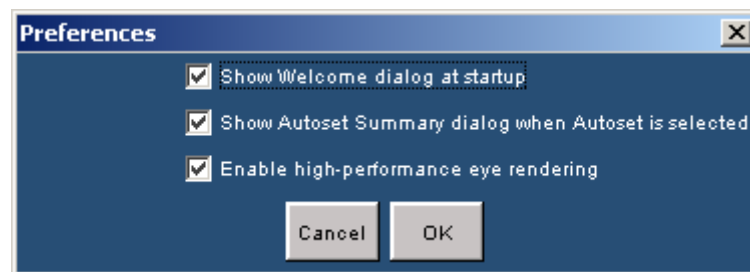 Preferences
Show Welcome dialog at startup
Show Autoset Summary dialog when Autoset is selected
Enable high-performance eye rendering
Cancel OK